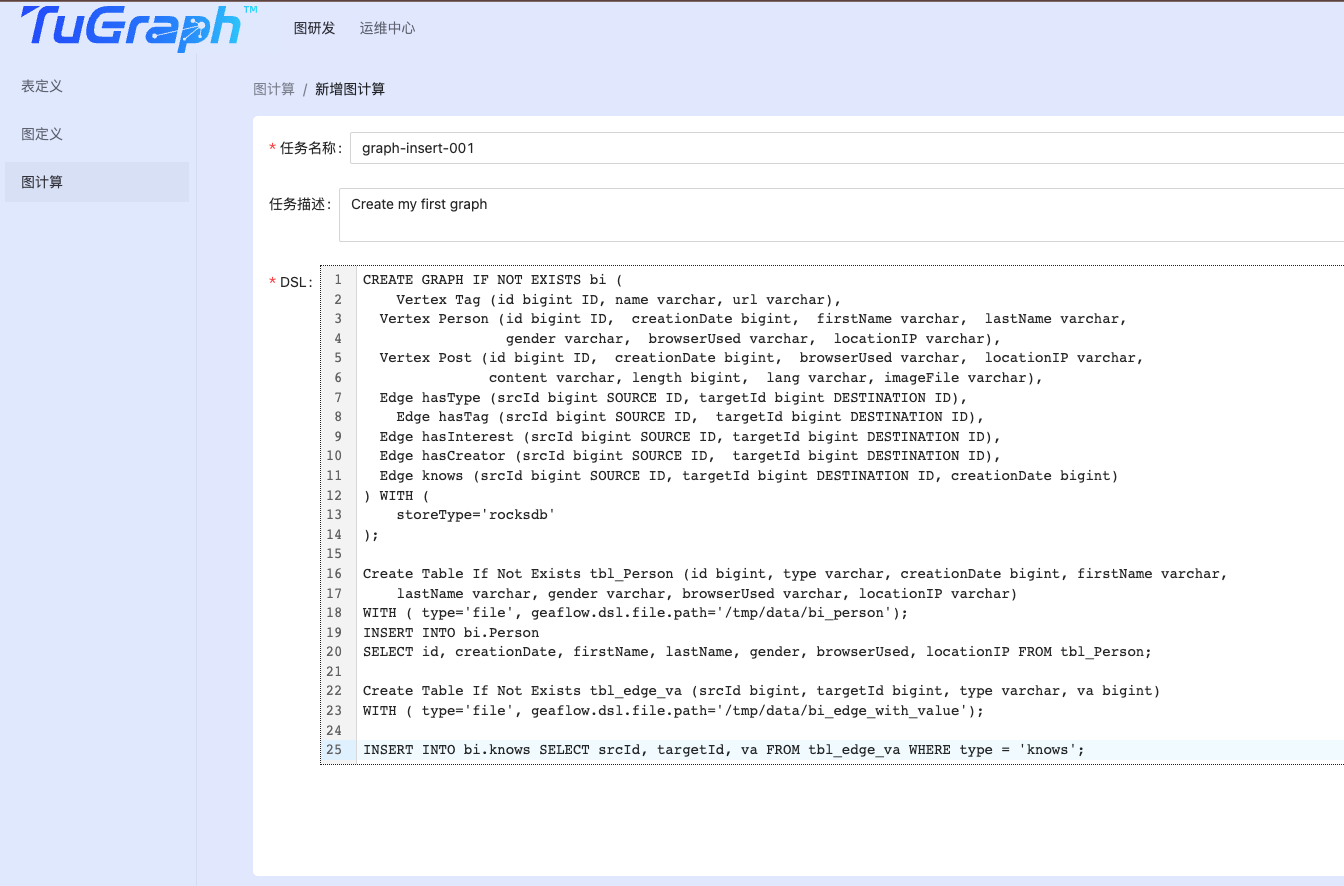 TuGraph™
图研发 运维中心
表定义
图定义
图计算
图计算 / 新增图计算
* 任务名称: graph-insert-001
任务描述: Create my first graph
* DSL:
1 CREATE GRAPH IF NOT EXISTS bi (
2     Vertex Tag (id bigint ID, name varchar, url varchar),
3   Vertex Person (id bigint ID,  creationDate bigint,  firstName varchar,  lastName varchar,
4                  gender varchar,  browserUsed varchar,  locationIP varchar),
5   Vertex Post (id bigint ID,  creationDate bigint,  browserUsed varchar,  locationIP varchar,
6                content varchar, length bigint,  lang varchar, imageFile varchar),
7   Edge hasType (srcId bigint SOURCE ID, targetId bigint DESTINATION ID),
8     Edge hasTag (srcId bigint SOURCE ID,  targetId bigint DESTINATION ID),
9   Edge hasInterest (srcId bigint SOURCE ID, targetId bigint DESTINATION ID),
10   Edge hasCreator (srcId bigint SOURCE ID,  targetId bigint DESTINATION ID),
11   Edge knows (srcId bigint SOURCE ID, targetId bigint DESTINATION ID, creationDate bigint)
12 ) WITH (
13     storeType='rocksdb'
14 );
15
16 Create Table If Not Exists tbl_Person (id bigint, type varchar, creationDate bigint, firstName varchar,
17     lastName varchar, gender varchar, browserUsed varchar, locationIP varchar)
18 WITH ( type='file', geaflow.dsl.file.path='/tmp/data/bi_person');
19 INSERT INTO bi.Person
20 SELECT id, creationDate, firstName, lastName, gender, browserUsed, locationIP FROM tbl_Person;
21
22 Create Table If Not Exists tbl_edge_va (srcId bigint, targetId bigint, type varchar, va bigint)
23 WITH ( type='file', geaflow.dsl.file.path='/tmp/data/bi_edge_with_value');
24
25 INSERT INTO bi.knows SELECT srcId, targetId, va FROM tbl_edge_va WHERE type = 'knows';